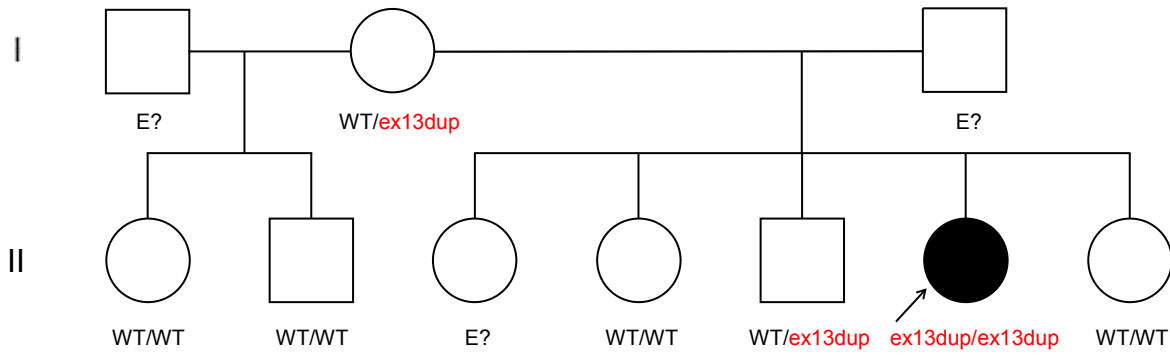 I
E?
WT/ex13dup
E?
II
WT/WT
WT/WT
E?
WT/WT
WT/ex13dup
ex13dup/ex13dup
WT/WT